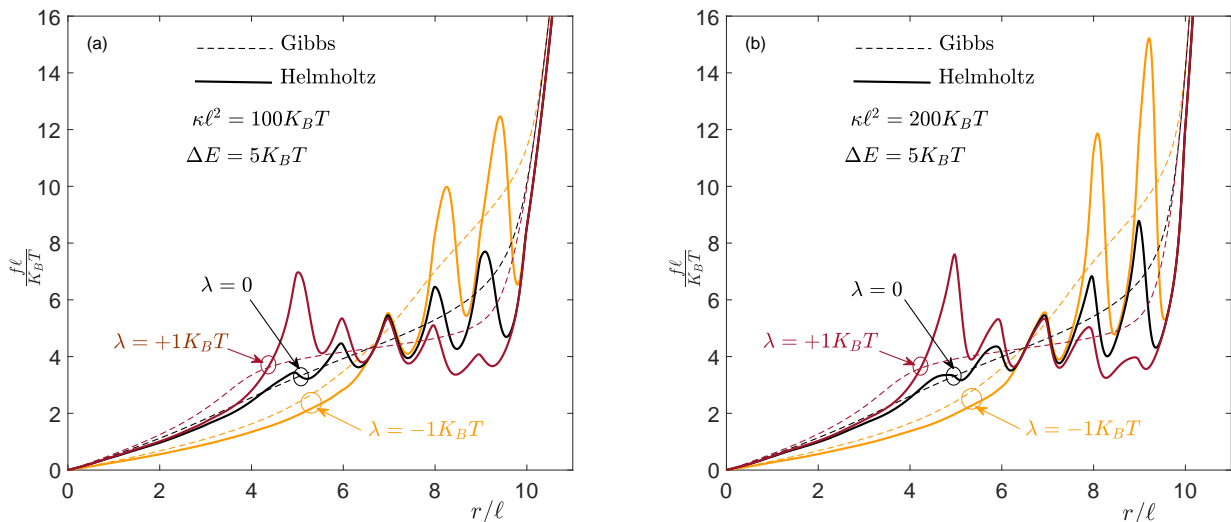 (a)
Gibbs
Helmholtz
κℓ² = 100K_BT
ΔE = 5K_BT
λ = 0
λ = +1K_BT
λ = −1K_BT
fℓ/K_BT
16
14
12
10
8
6
4
2
0
0 2 4 6 8 10
r/ℓ
(b)
Gibbs
Helmholtz
κℓ² = 200K_BT
ΔE = 5K_BT
λ = 0
λ = +1K_BT
λ = −1K_BT
fℓ/K_BT
16
14
12
10
8
6
4
2
0
0 2 4 6 8 10
r/ℓ